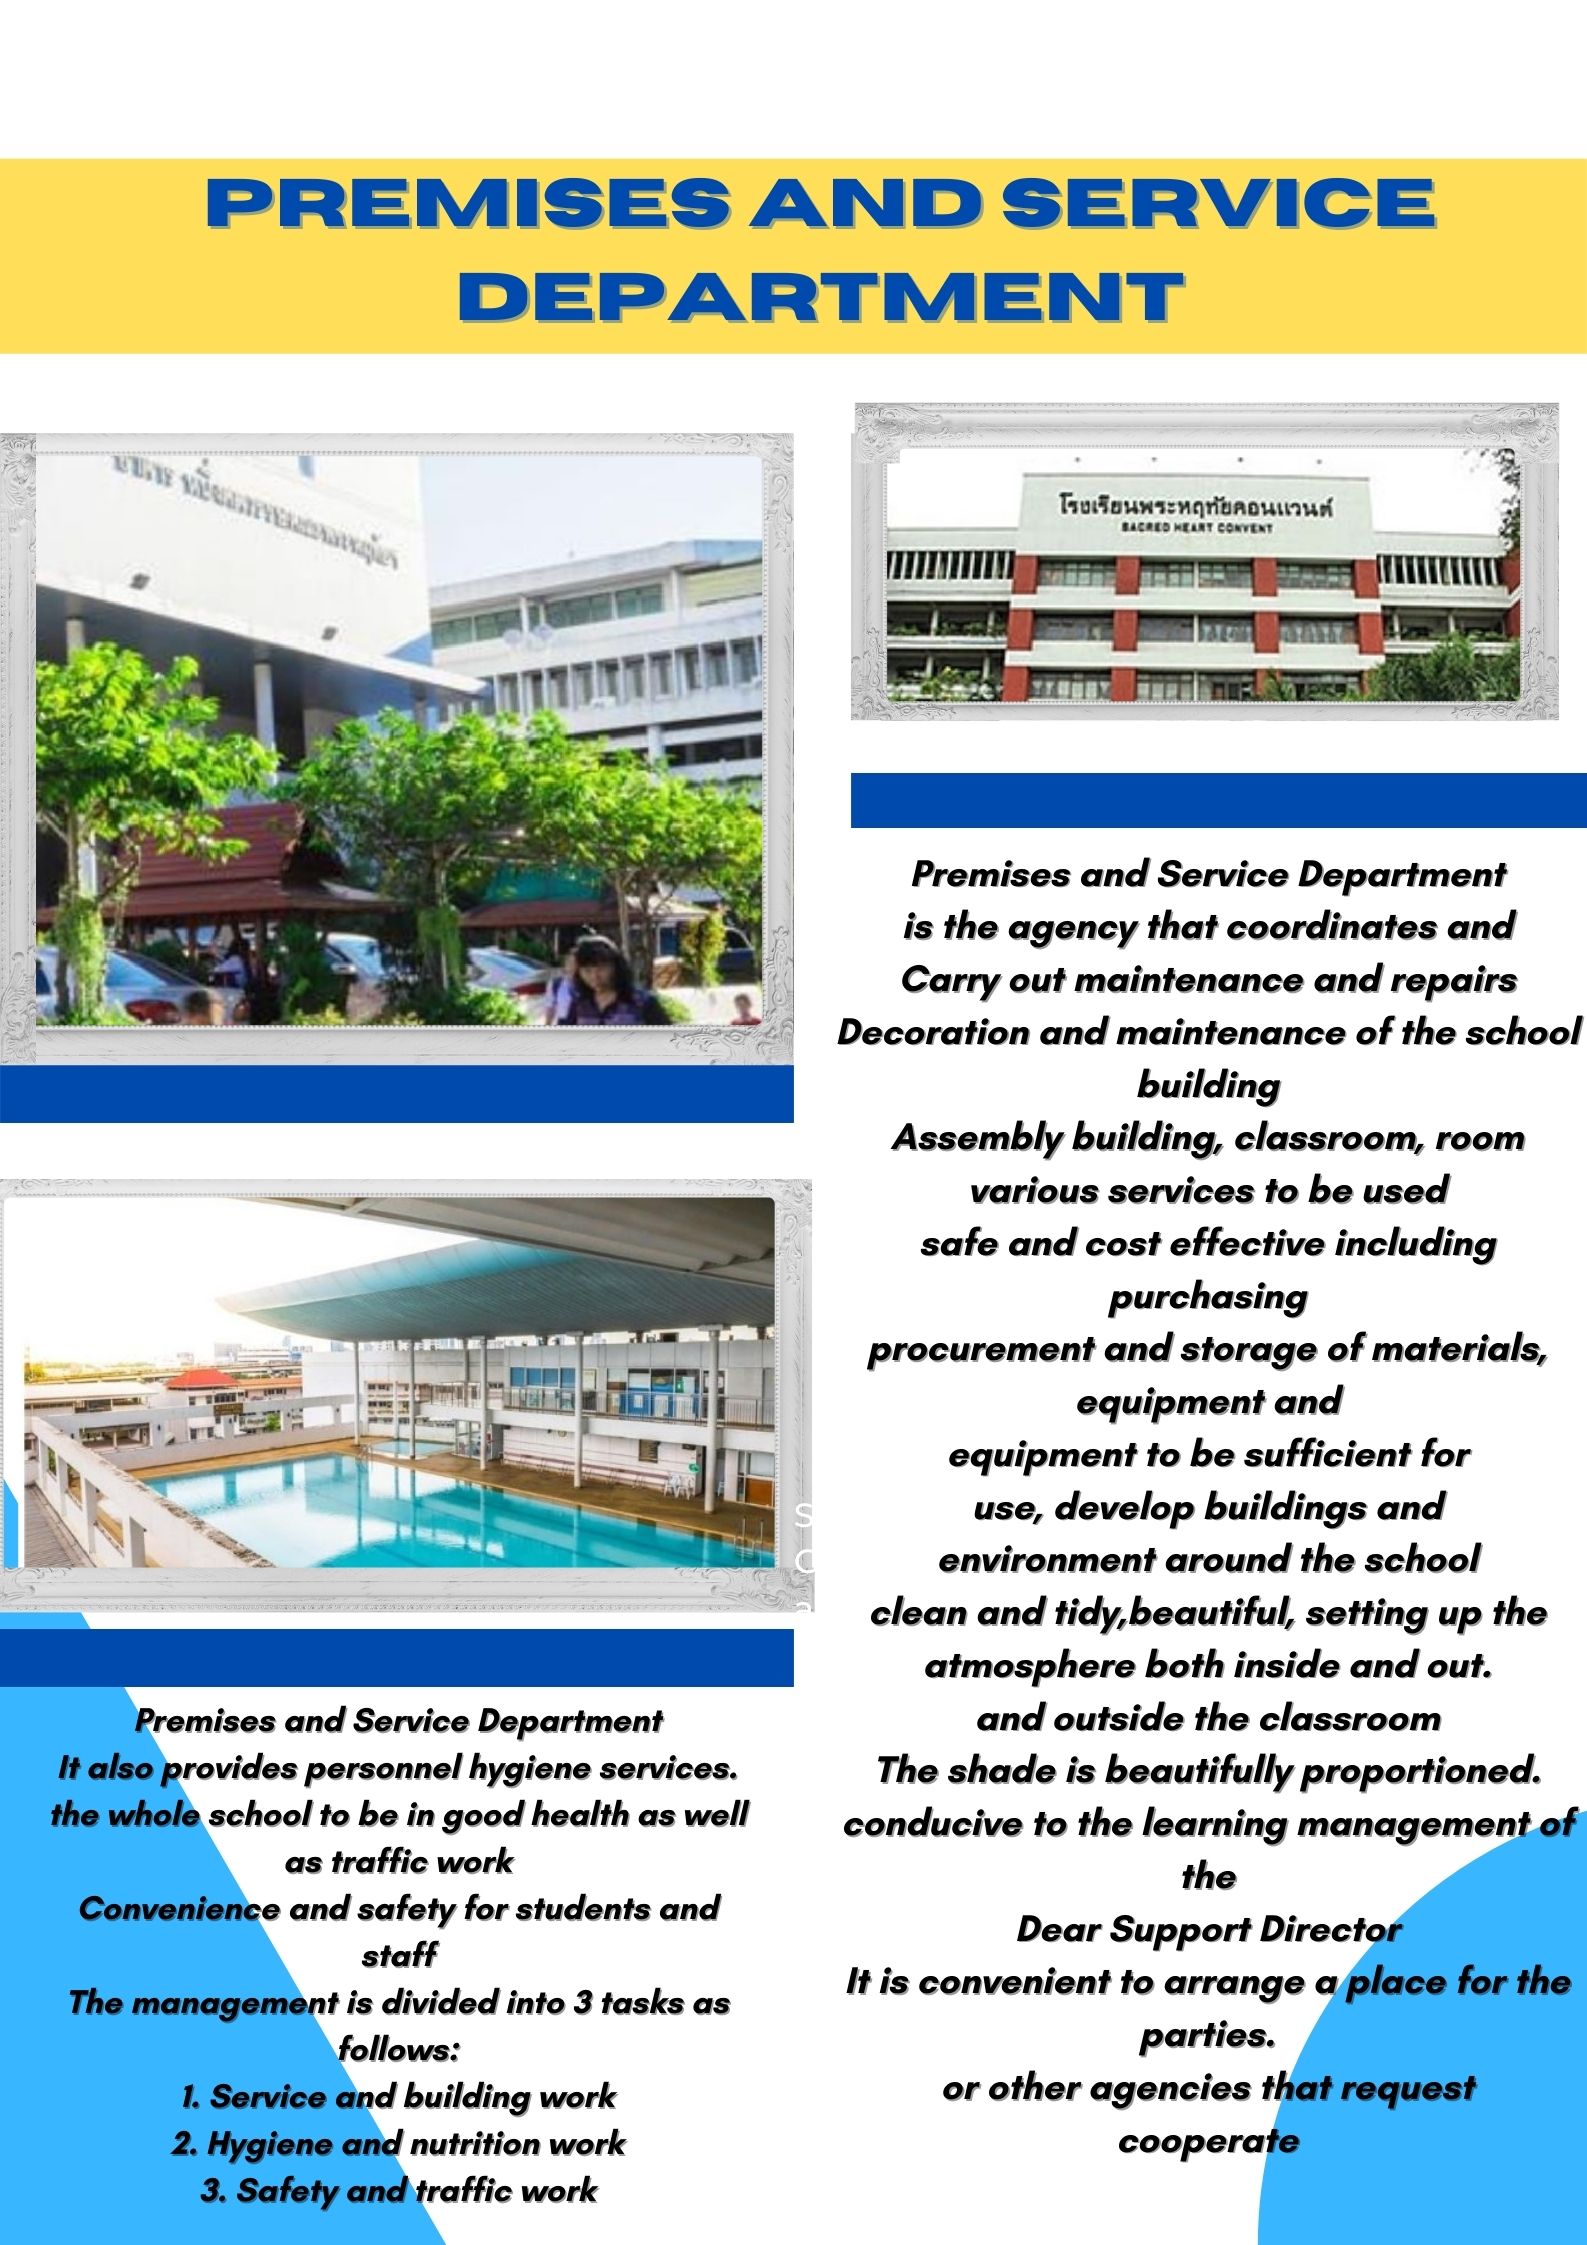 PREMISES AND SERVICE
DEPARTMENT
โรงเรียนพระหฤทัยคอนแวนต์
SACRED HEART CONVENT
Premises and Service Department
is the agency that coordinates and
Carry out maintenance and repairs
Decoration and maintenance of the school
building
Assembly building, classroom, room
various services to be used
safe and cost effective including
purchasing
procurement and storage of materials,
equipment and
equipment to be sufficient for
use, develop buildings and
environment around the school
clean and tidy,beautiful, setting up the
atmosphere both inside and out.
and outside the classroom
The shade is beautifully proportioned.
conducive to the learning management of
the
Dear Support Director
It is convenient to arrange a place for the
parties.
or other agencies that request
cooperate
Premises and Service Department
It also provides personnel hygiene services.
the whole school to be in good health as well
as traffic work
Convenience and safety for students and
staff
The management is divided into 3 tasks as
follows:
1. Service and building work
2. Hygiene and nutrition work
3. Safety and traffic work